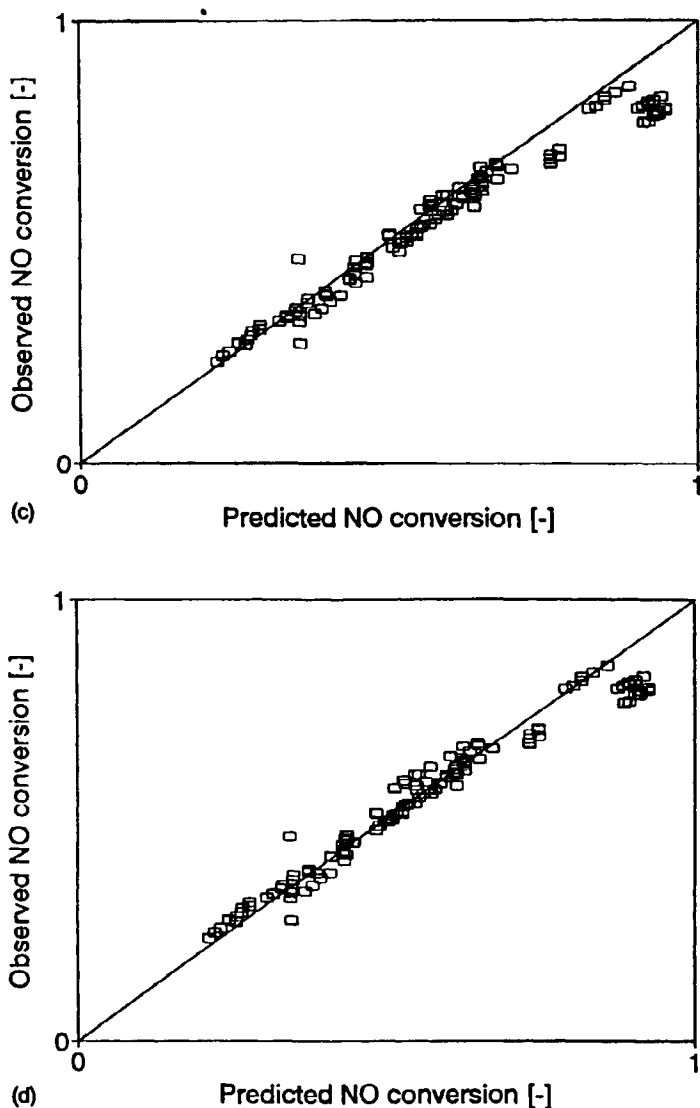 1
Observed NO conversion [-]
0
0
1
(c)
Predicted NO conversion [-]
1
Observed NO conversion [-]
0
0
1
(d)
Predicted NO conversion [-]